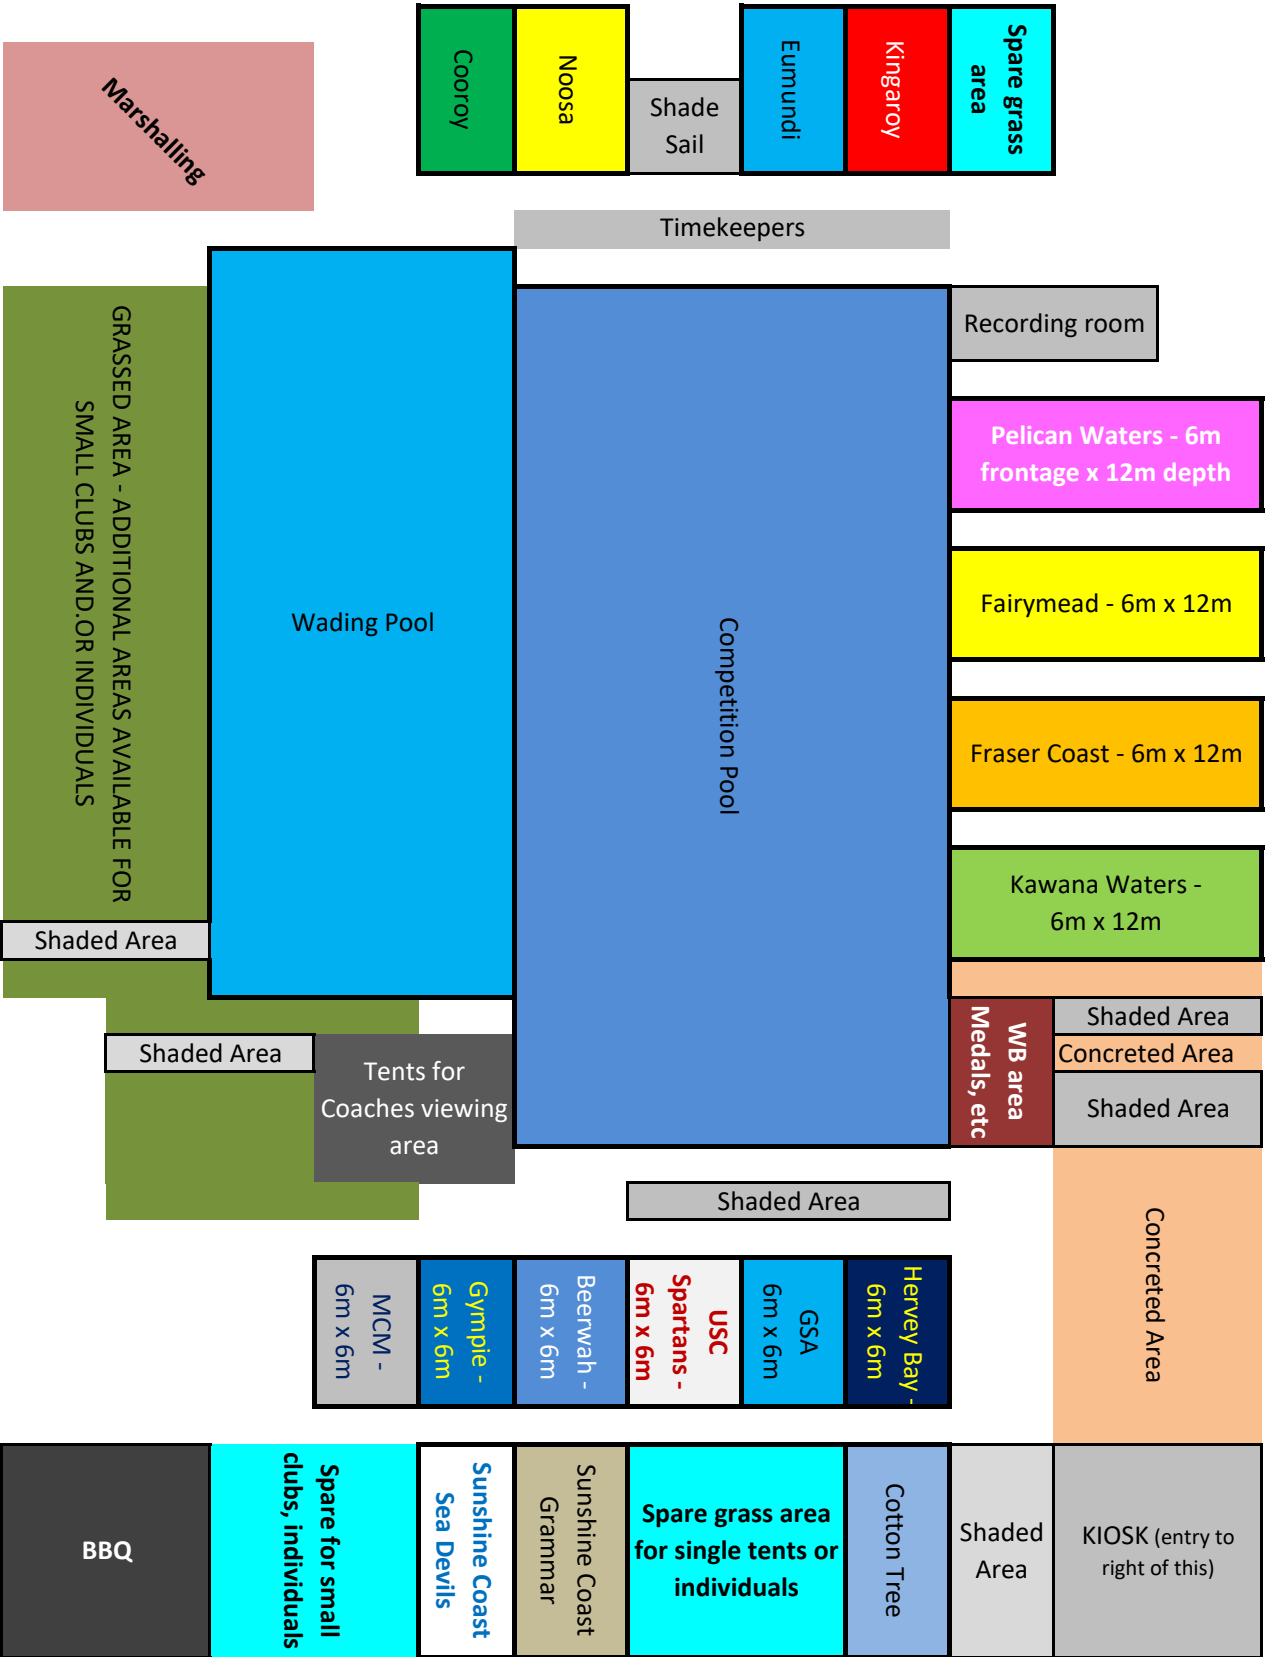 Marshalling
Cooroy
Noosa
Shade
Sail
Eumundi
Kingaroy
Spare grass
area
Timekeepers
GRASSED AREA - ADDITIONAL AREAS AVAILABLE FOR
SMALL CLUBS AND.OR INDIVIDUALS
Wading Pool
Competition Pool
Recording room
Pelican Waters - 6m
frontage x 12m depth
Fairymead - 6m x 12m
Fraser Coast - 6m x 12m
Kawana Waters -
6m x 12m
Shaded Area
Shaded Area
Tents for
Coaches viewing
area
WB area
Medals, etc
Shaded Area
Concreted Area
Shaded Area
Shaded Area
Concreted Area
MCM -
6m x 6m
Gympie -
6m x 6m
Beerwah -
6m x 6m
USC
Spartans -
6m x 6m
GSA
6m x 6m
Hervey Bay -
6m x 6m
BBQ
Spare for small
clubs, individuals
Sunshine Coast
Sea Devils
Sunshine Coast
Grammar
Spare grass area
for single tents or
individuals
Cotton Tree
Shaded
Area
KIOSK (entry to
right of this)